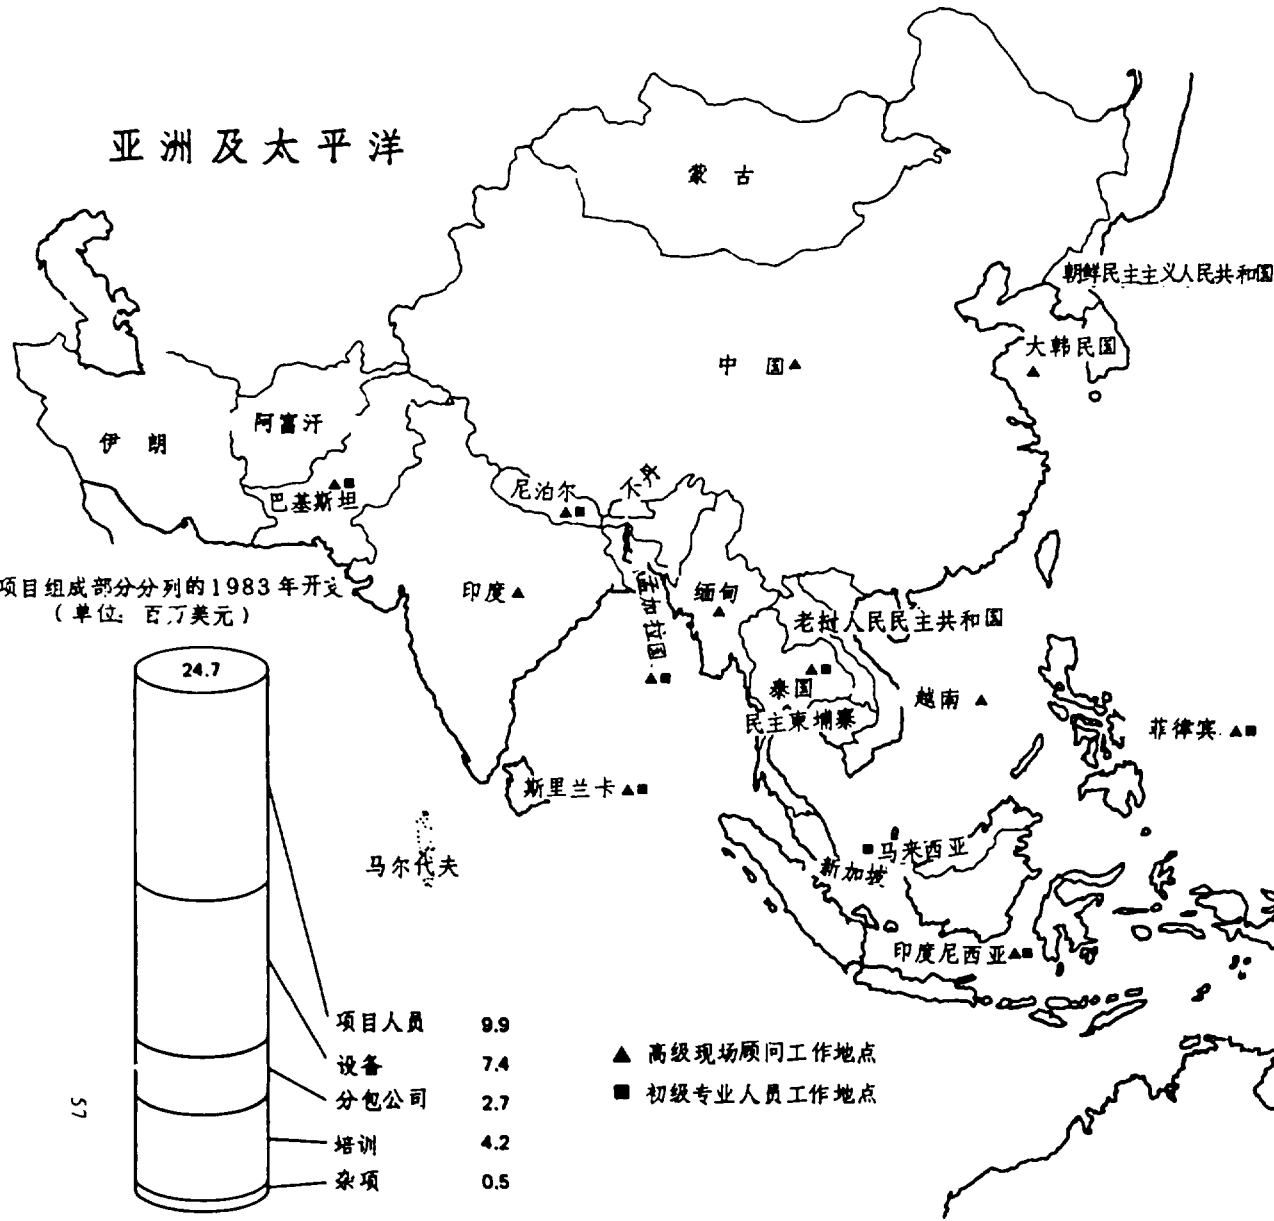 亚洲及太平洋
蒙古
朝鲜民主主义人民共和国
大韩民国
中国▲
▲
阿富汗
伊朗
▲■
巴基斯坦
尼泊尔
▲■
不丹
项目组成部分分列的1983年开支
（单位：百万美元）
印度▲
孟加拉国
▲■
缅甸
▲
老挝人民民主共和国
▲■
泰国
越南▲
民主柬埔寨
菲律宾▲■
斯里兰卡▲■
马尔代夫
■马来西亚
新加坡
印度尼西亚▲■
24.7
项目人员 9.9
设备 7.4
分包公司 2.7
培训 4.2
杂项 0.5
▲ 高级现场顾问工作地点
■ 初级专业人员工作地点
57